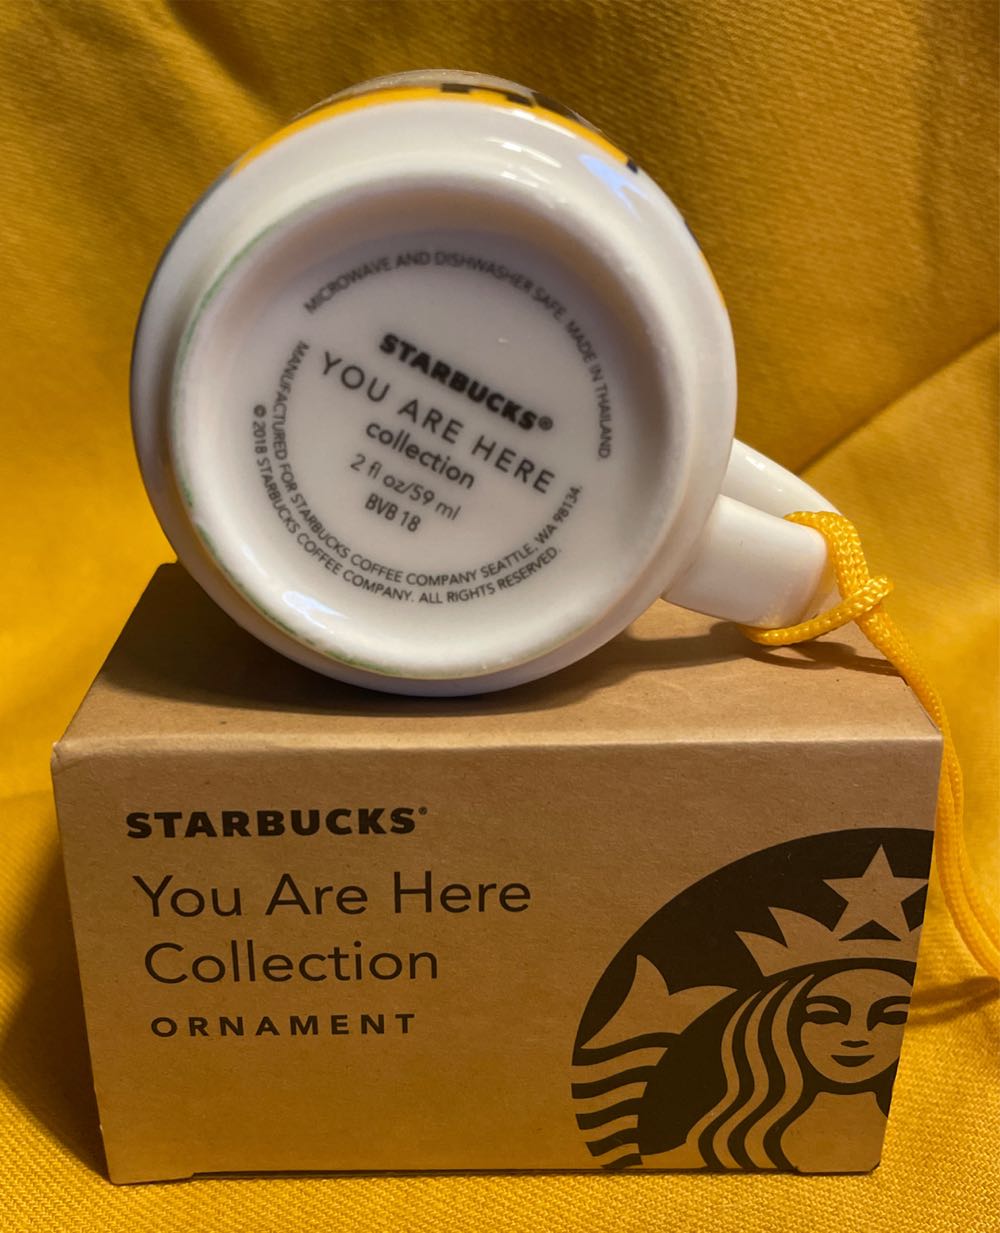 MICROWAVE AND DISHWASHER SAFE. MADE IN THAILAND
STARBUCKS®
YOU ARE HERE
collection
2 fl oz/59 ml
BVB 18
MANUFACTURED FOR STARBUCKS COFFEE COMPANY SEATTLE, WA 98134.
©2018 STARBUCKS COFFEE COMPANY. ALL RIGHTS RESERVED.
STARBUCKS®
You Are Here
Collection
ORNAMENT